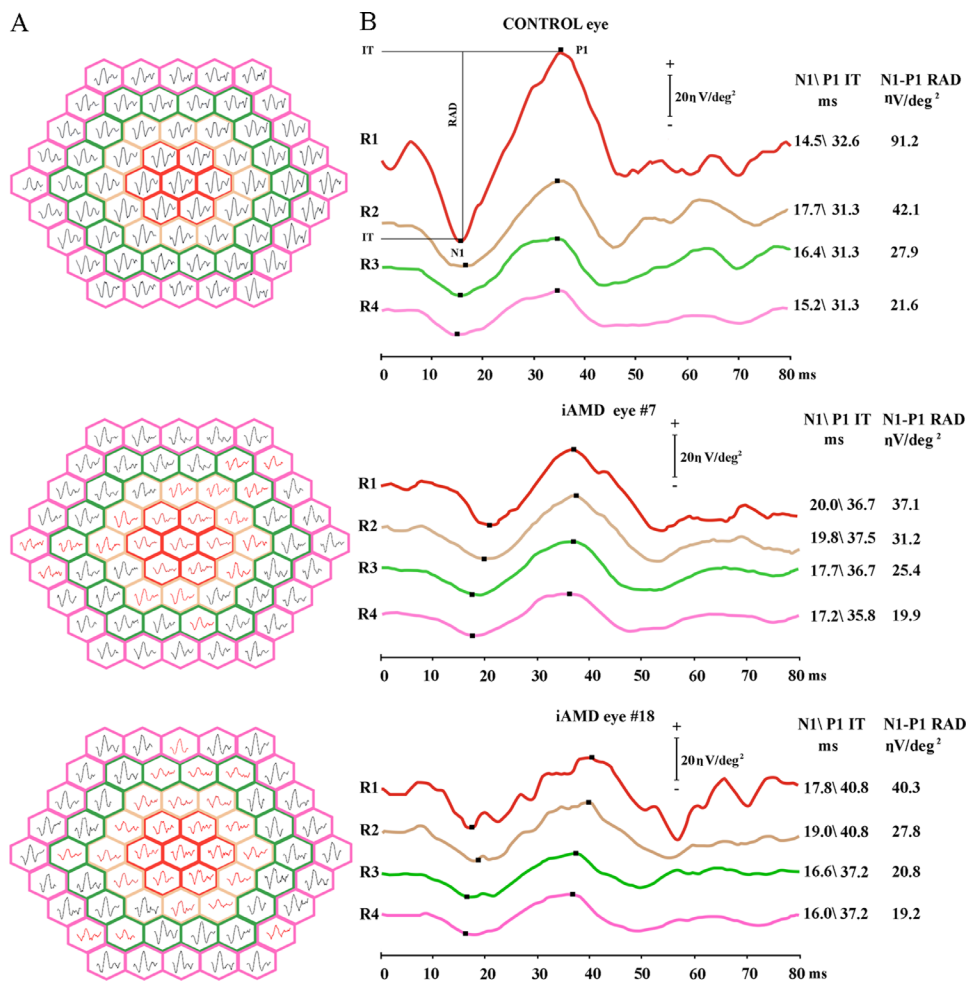 A
B
CONTROL eye
IT
P1
RAD
+
20η V/deg²
-
N1\ P1 IT
ms
N1-P1 RAD
ηV/deg²
R1
14.5\ 32.6
91.2
R2
17.7\ 31.3
42.1
IT
N1
R3
16.4\ 31.3
27.9
R4
15.2\ 31.3
21.6
0 10 20 30 40 50 60 70 80 ms
iAMD eye #7
+
20η V/deg²
-
N1\ P1 IT
ms
N1-P1 RAD
ηV/deg²
R1
20.0\ 36.7
37.1
R2
19.8\ 37.5
31.2
R3
17.7\ 36.7
25.4
R4
17.2\ 35.8
19.9
0 10 20 30 40 50 60 70 80 ms
iAMD eye #18
+
20η V/deg²
-
N1\ P1 IT
ms
N1-P1 RAD
ηV/deg²
R1
17.8\ 40.8
40.3
R2
19.0\ 40.8
27.8
R3
16.6\ 37.2
20.8
R4
16.0\ 37.2
19.2
0 10 20 30 40 50 60 70 80 ms